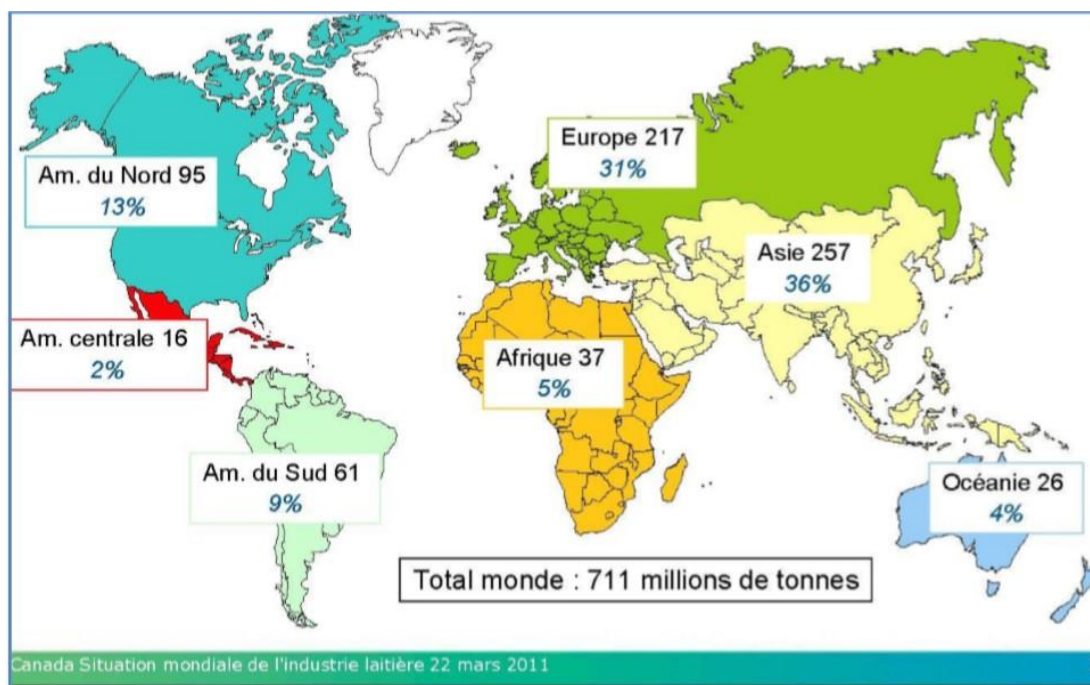 Europe 217
31%
Am. du Nord 95
13%
Asie 257
36%
Am. centrale 16
2%
Afrique 37
5%
Am. du Sud 61
9%
Océanie 26
4%
Total monde : 711 millions de tonnes
Canada Situation mondiale de l'industrie laitière 22 mars 2011